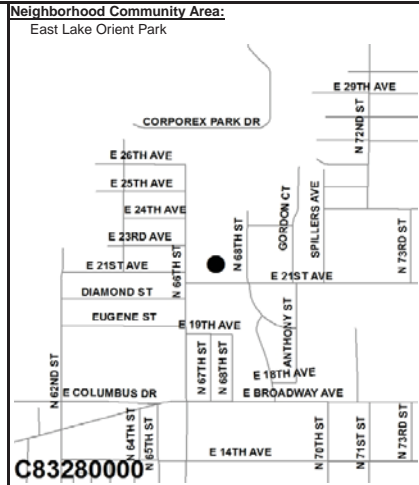 Neighborhood Community Area:
East Lake Orient Park
E 29TH AVE
N 72ND ST
CORPOREX PARK DR
E 26TH AVE
E 25TH AVE
E 24TH AVE
E 23RD AVE
E 21ST AVE
N 66TH ST
N 68TH ST
GORDON CT
SPILLERS AVE
N 73RD ST
E 21ST AVE
DIAMOND ST
EUGENE ST
E 19TH AVE
ANTHONY ST
N 62ND ST
N 67TH ST
N 68TH ST
E 18TH AVE
E COLUMBUS DR
E BROADWAY AVE
N 64TH ST
N 65TH ST
E 14TH AVE
N 70TH ST
N 71ST ST
N 73RD ST
C83280000